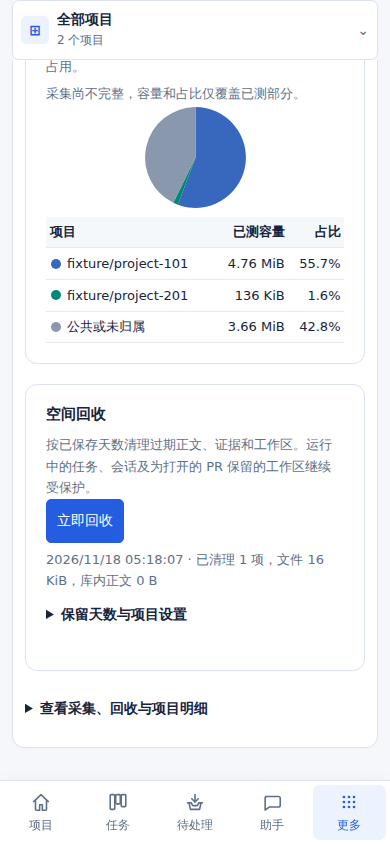 全部项目
2 个项目
占用。
采集尚不完整，容量和占比仅覆盖已测部分。
项目 已测容量 占比
fixture/project-101 4.76 MiB 55.7%
fixture/project-201 136 KiB 1.6%
公共或未归属 3.66 MiB 42.8%
空间回收
按已保存天数清理过期正文、证据和工作区。运行
中的任务、会话及为打开的 PR 保留的工作区继续
受保护。
立即回收
2026/11/18 05:18:07 · 已清理 1 项，文件 16
KiB，库内正文 0 B
保留天数与项目设置
查看采集、回收与项目明细
项目 任务 待处理 助手 更多